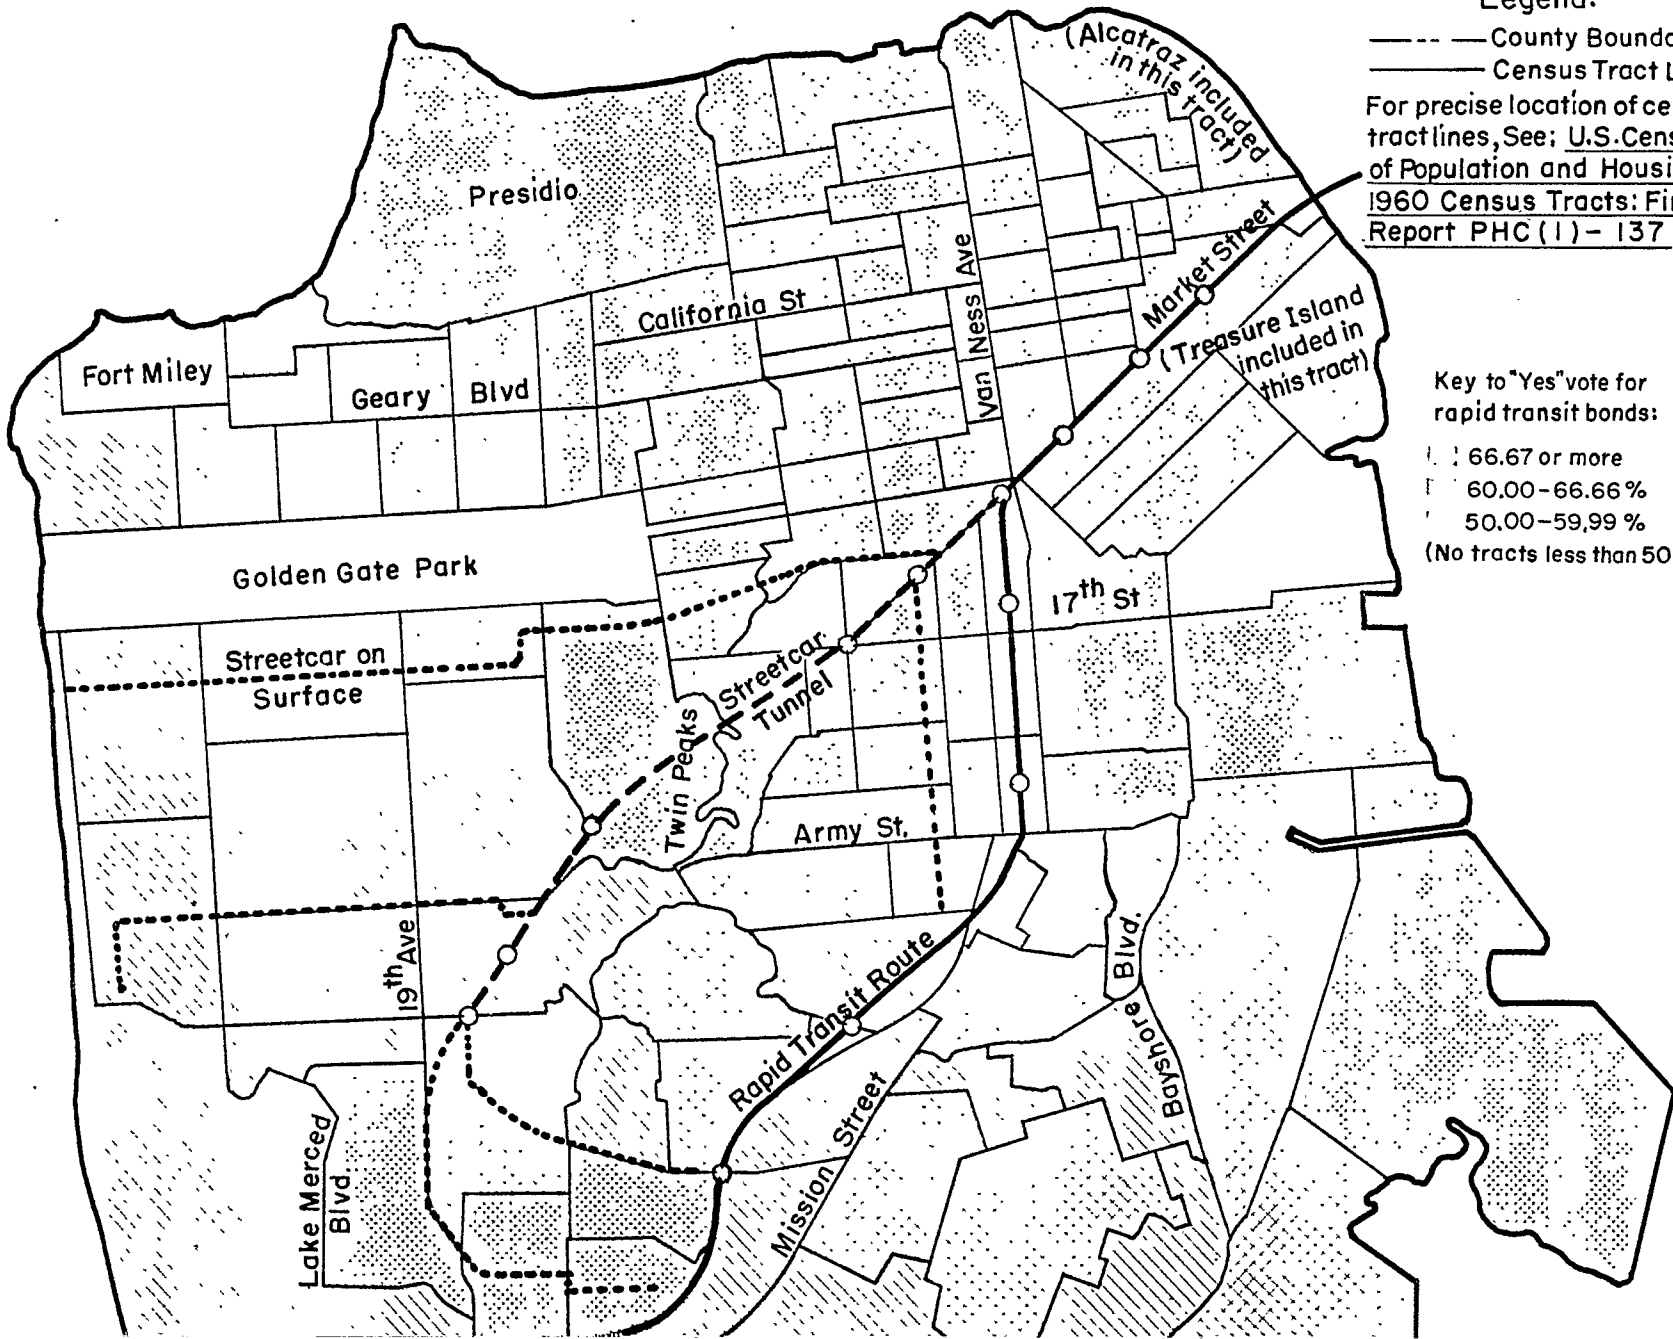 Legend:
County Bounda
Census Tract L
For precise location of ce
tract lines, See: U.S. Cens
of Population and Housi
1960 Census Tracts: Fi
Report PHC (1) - 137
Key to "Yes" vote for
rapid transit bonds:
66.67 or more
60.00-66.66%
50.00-59.99 %
(No tracts less than 50
(Alcatraz included
in this tract)
Presidio
California St
Van Ness Ave
Market Street
(Treasure Island
included in
this tract)
Fort Miley
Geary Blvd
Golden Gate Park
17th St
Streetcar on
Surface
Streetcar
Tunnel
Twin Peaks
Army St.
19th Ave
Rapid Transit Route
Bayshore Blvd.
Mission Street
Lake Merced
Blvd